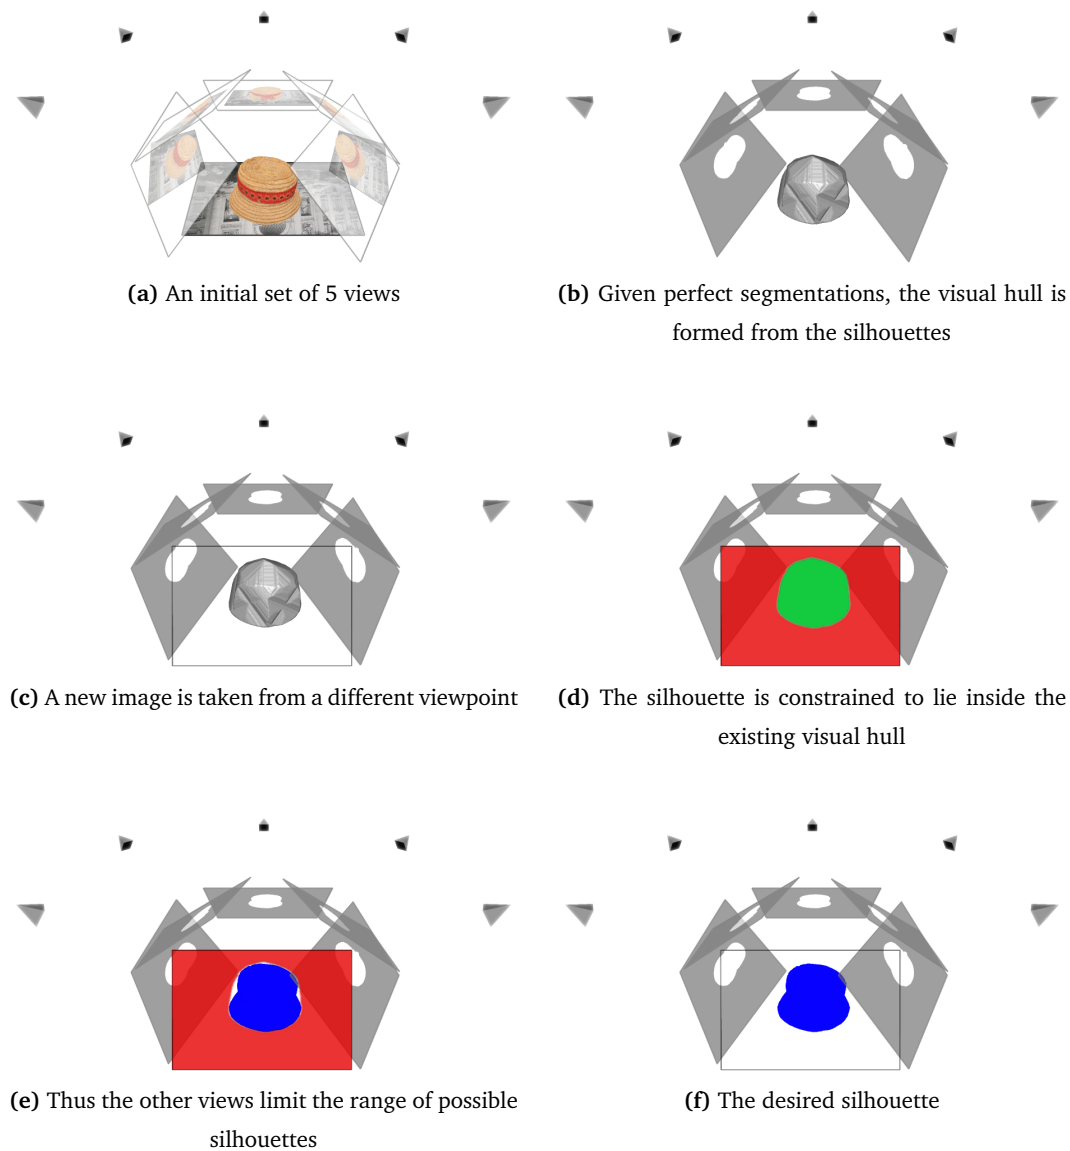 (a) An initial set of 5 views
(b) Given perfect segmentations, the visual hull is
formed from the silhouettes
(c) A new image is taken from a different viewpoint
(d) The silhouette is constrained to lie inside the
existing visual hull
(e) Thus the other views limit the range of possible
silhouettes
(f) The desired silhouette